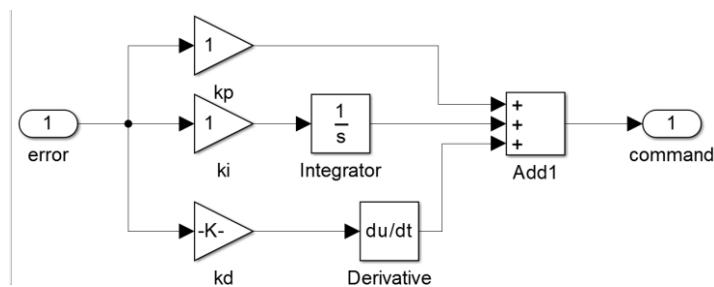 1
kp
1
error
1
ki
1
s
Integrator
+
+
+
Add1
1
command
-K-
kd
du/dt
Derivative